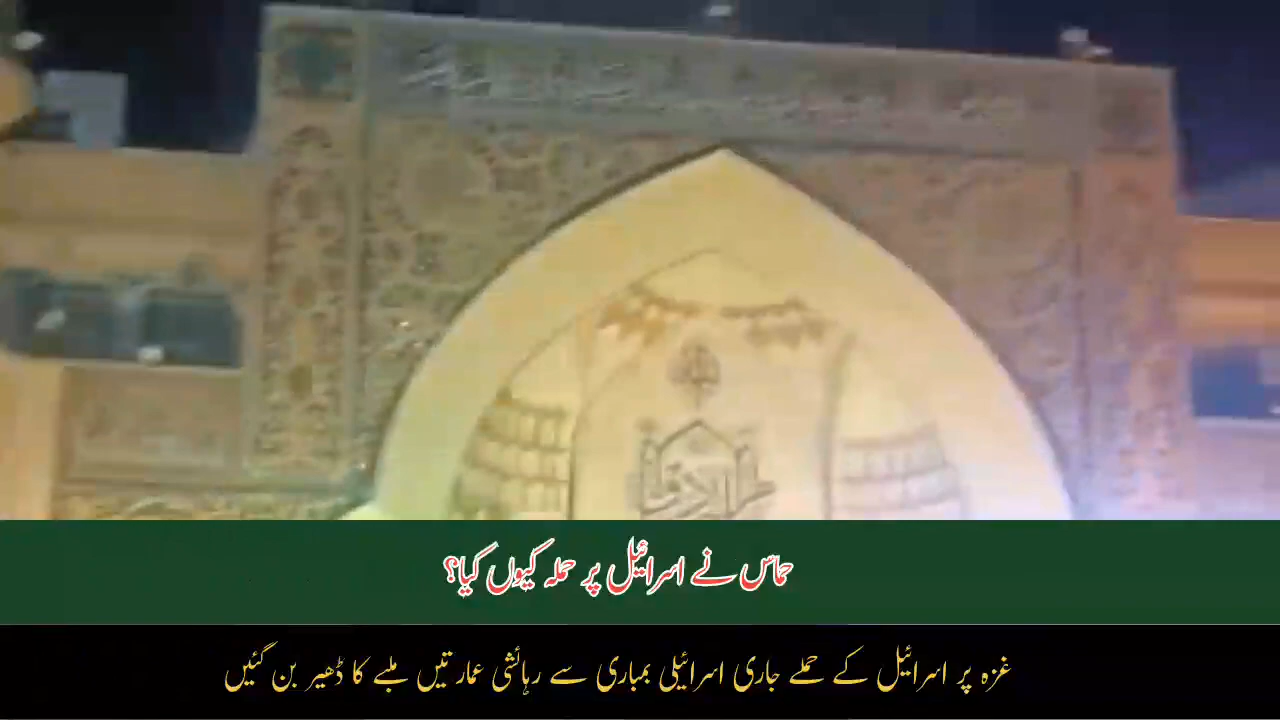 حماس نے اسرائیل پر حملہ کیوں کیا؟
غزہ پر اسرائیل کے حملے جاری اسرائیلی بمباری سے رہائشی عمارتیں ملبے کا ڈھیر بن گئیں